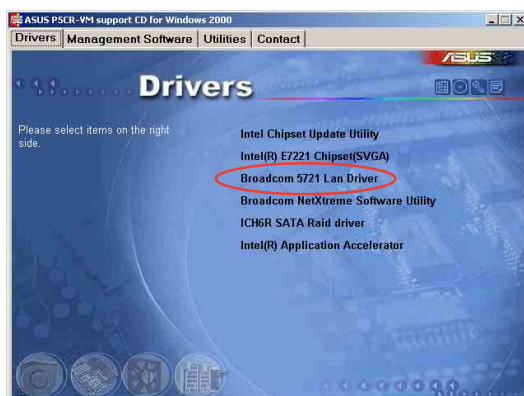 ASUS PSCR-VM support CD for Windows 2000
Drivers Management Software Utilities Contact
ASUS
Drivers
Please select items on the right
side.
Intel Chipset Update Utility
Intel(R) E7221 Chipset(SVGA)
Broadcom 5721 Lan Driver
Broadcom NetXtreme Software Utility
ICH6R SATA Raid driver
Intel(R) Application Accelerator